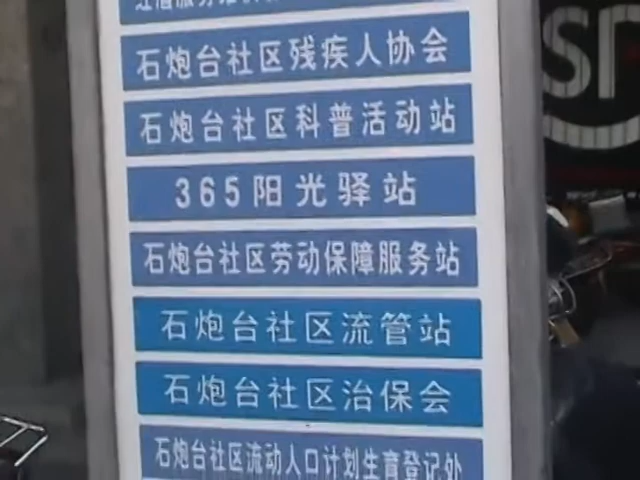 石炮台社区残疾人协会
石炮台社区科普活动站
365阳光驿站
石炮台社区劳动保障服务站
石炮台社区流管站
石炮台社区治保会
石炮台社区流动人口计划生育登记处